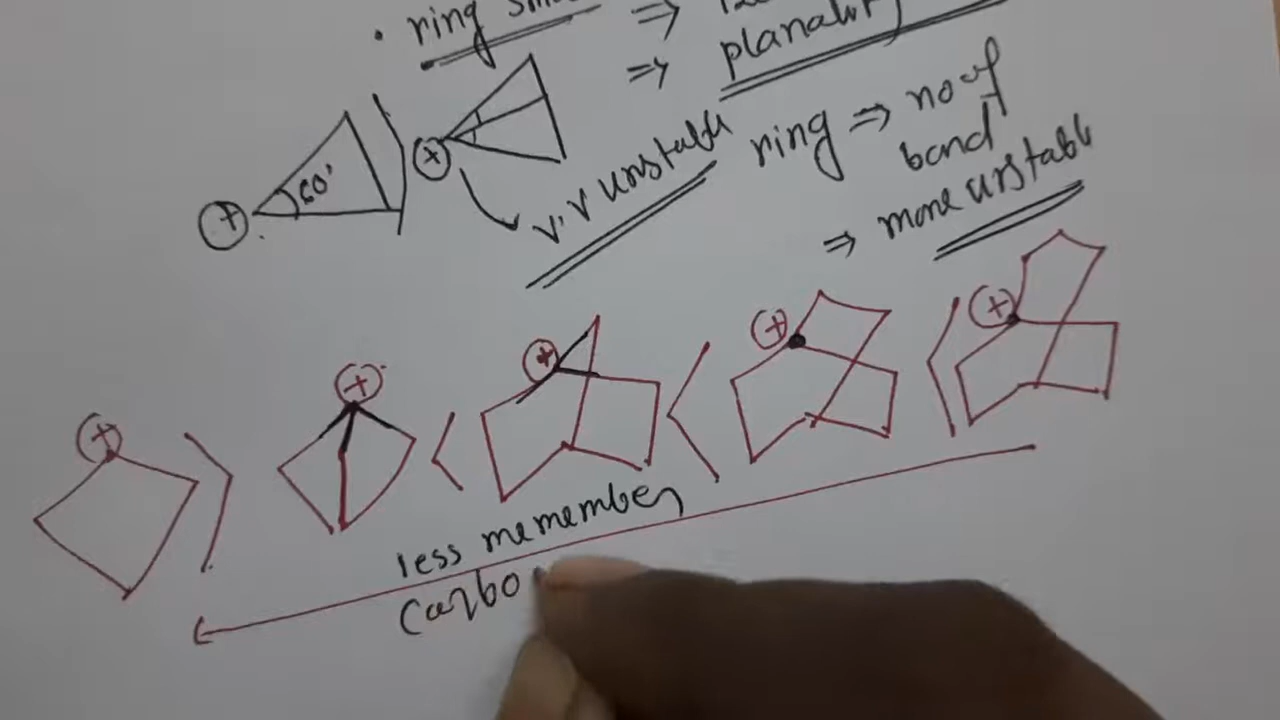 • ring
⇒
⇒ planarity
60°
+
+
v.v unstable
ring ⇒ no of
bond
⇒ more unstable
+
+
+
+
+
less memember
Carbo